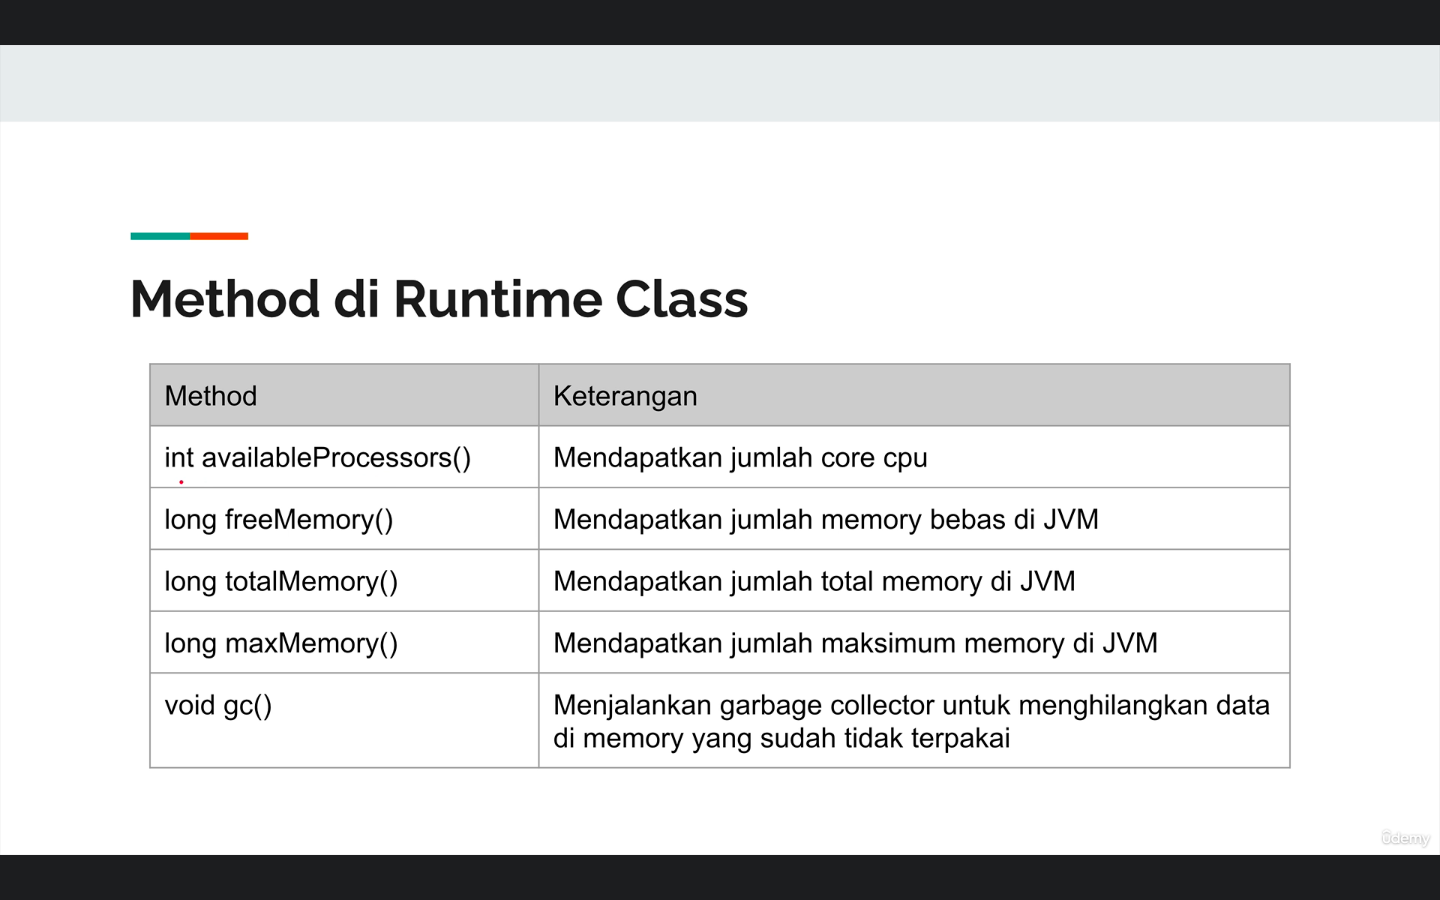 Method di Runtime Class
Method Keterangan
int availableProcessors() Mendapatkan jumlah core cpu
long freeMemory() Mendapatkan jumlah memory bebas di JVM
long totalMemory() Mendapatkan jumlah total memory di JVM
long maxMemory() Mendapatkan jumlah maksimum memory di JVM
void gc() Menjalankan garbage collector untuk menghilangkan data
di memory yang sudah tidak terpakai
ûdemy